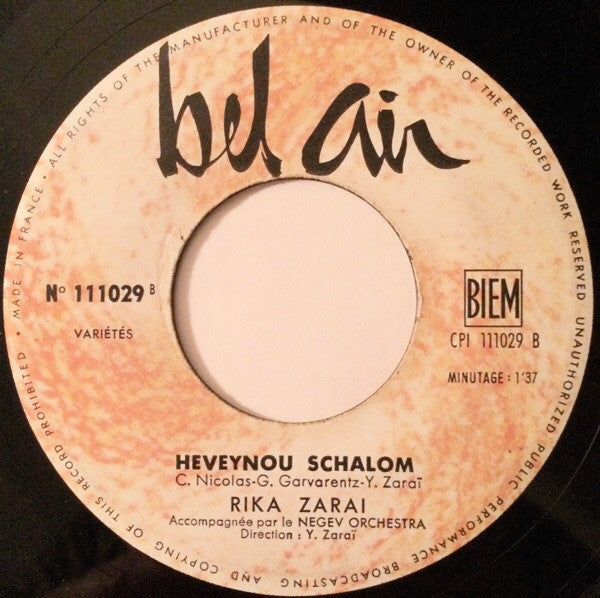 ALL RIGHTS OF THE MANUFACTURER AND OF THE OWNER OF THE RECORDED WORK RESERVED UNAUTHORIZED PUBLIC PERFORMANCE BROADCASTING AND COPYING OF THIS RECORD PROHIBITED • MADE IN FRANCE •
bel air
Nº 111029 B
VARIÉTÉS
BIEM
CPI 111029 B
MINUTAGE : 1'37
HEVEYNOU SCHALOM
C. Nicolas-G. Garvarentz-Y. Zaraï
RIKA ZARAI
Accompagnée par le NEGEV ORCHESTRA
Direction : Y. Zaraï